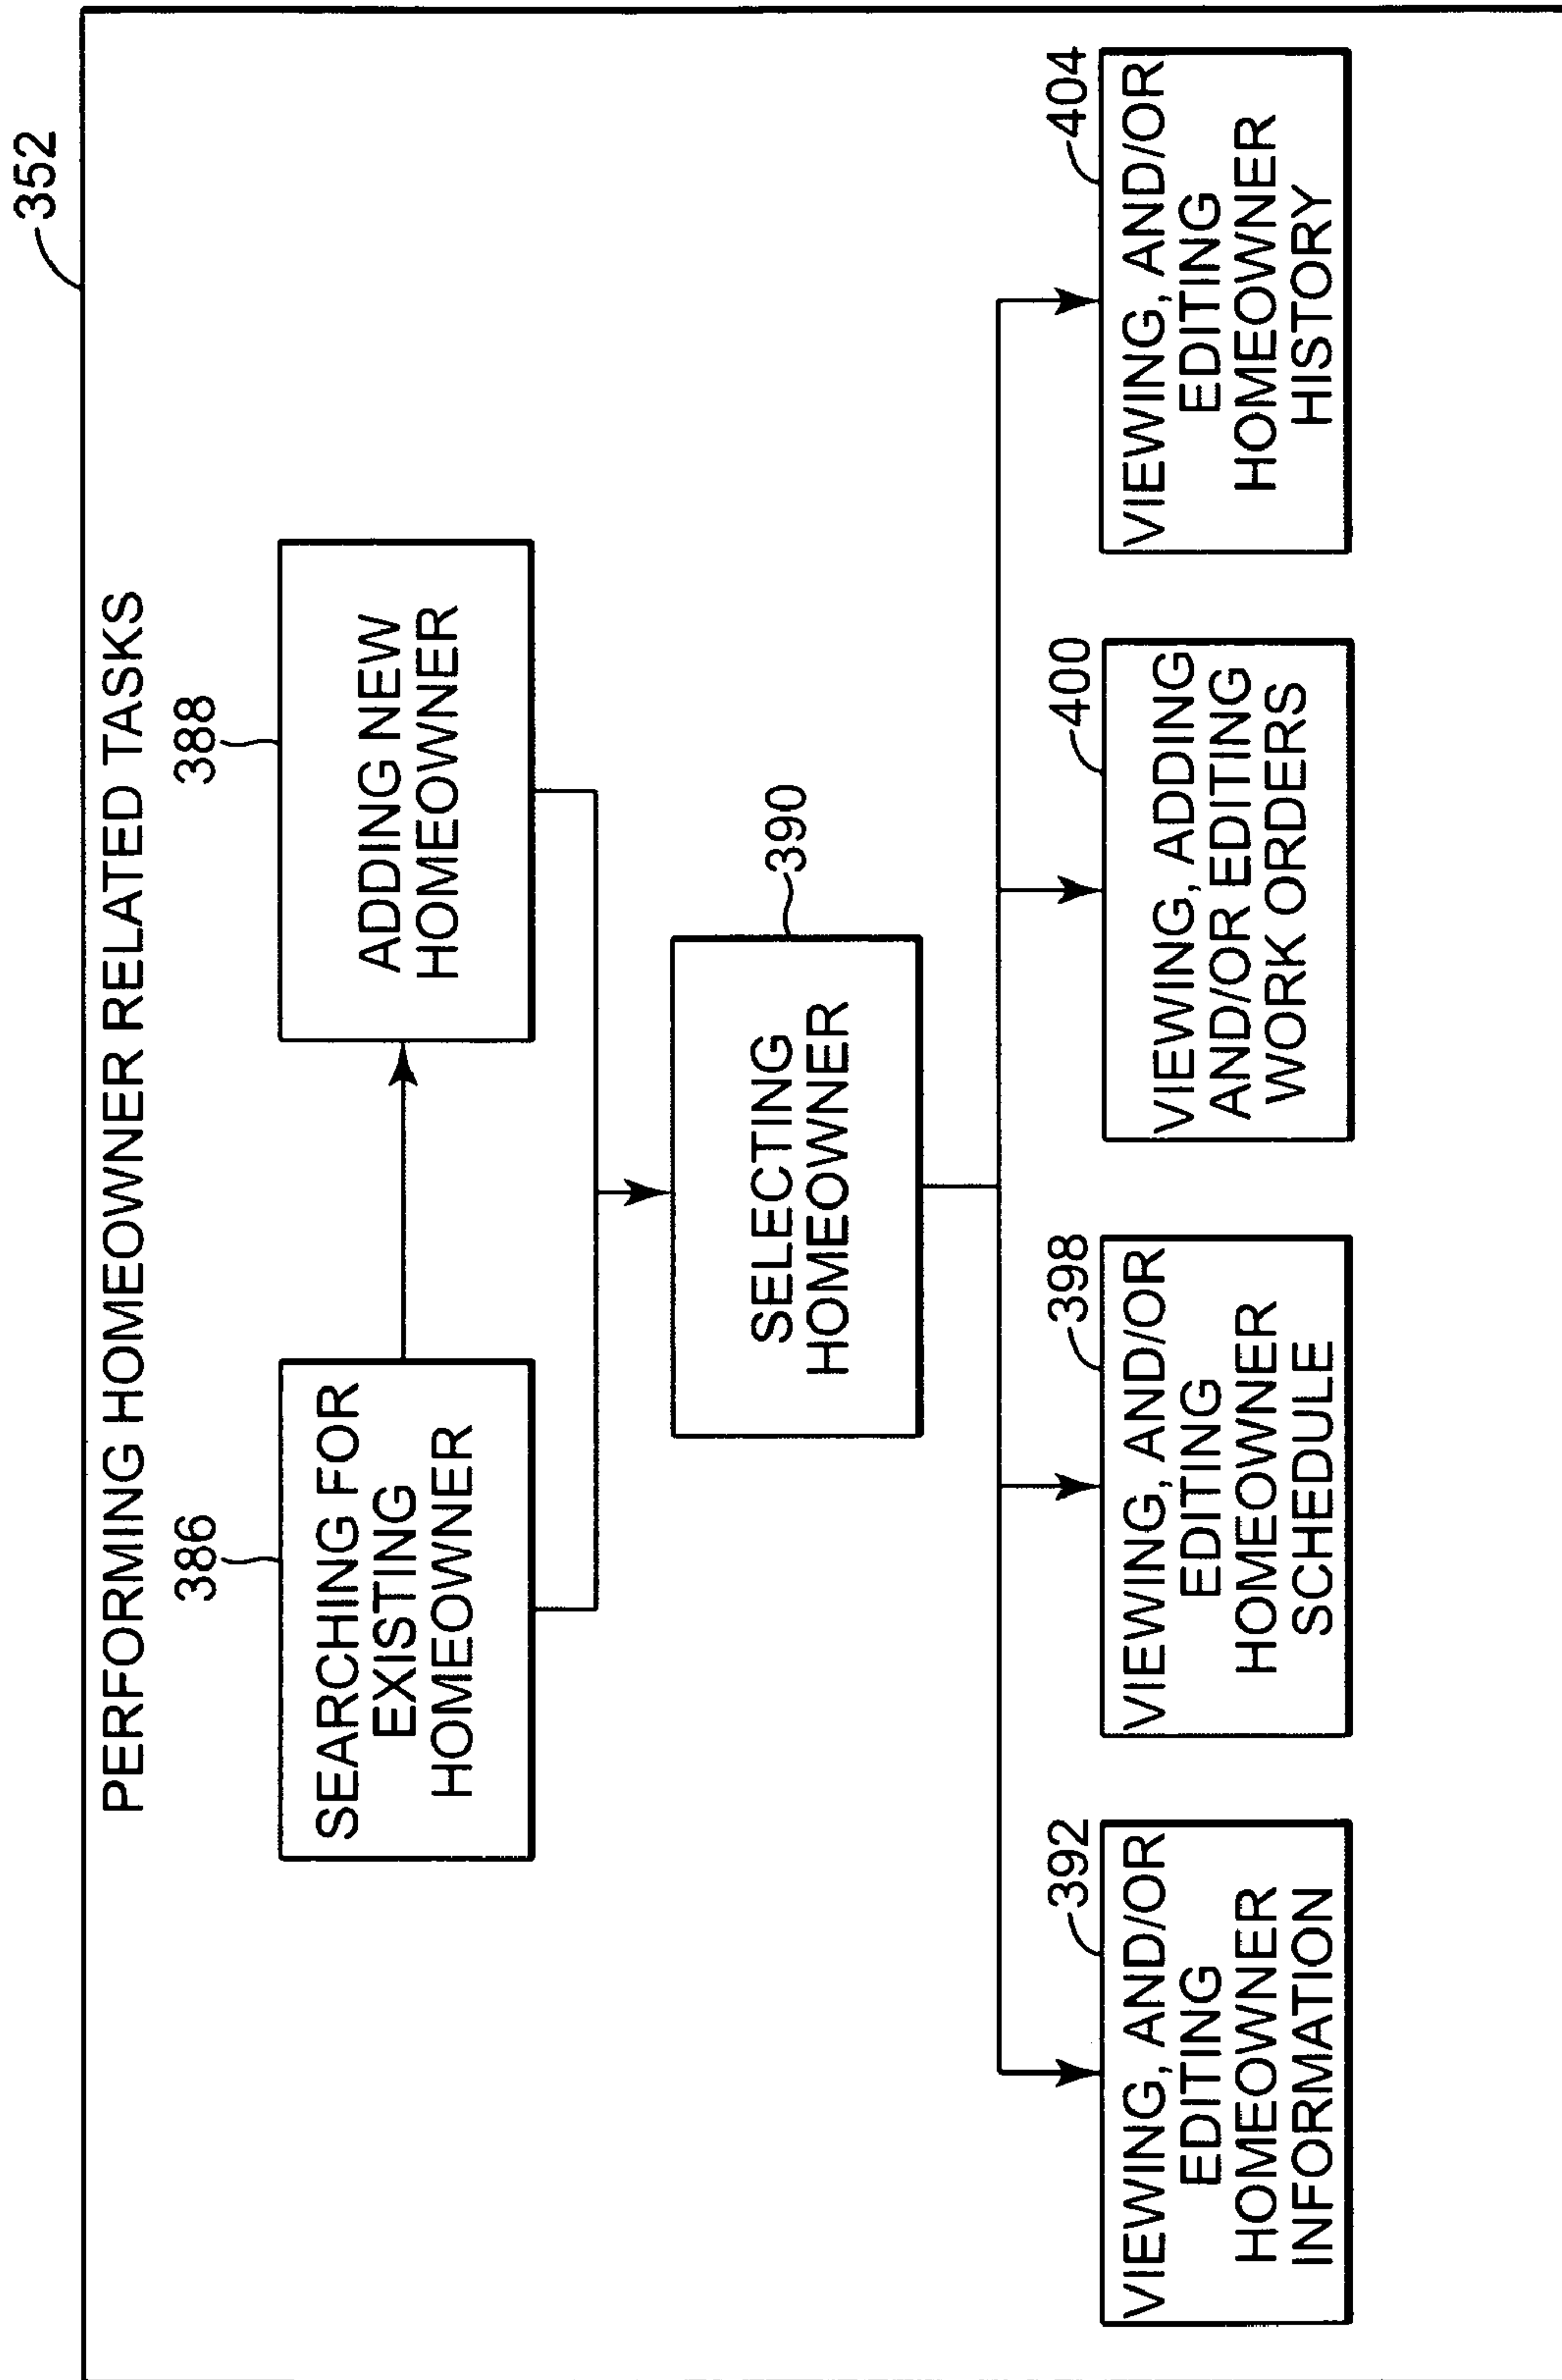 352
PERFORMING HOMEOWNER RELATED TASKS
386
SEARCHING FOR
EXISTING
HOMEOWNER
388
ADDING NEW
HOMEOWNER
390
SELECTING
HOMEOWNER
392
VIEWING, AND/OR
EDITING
HOMEOWNER
INFORMATION
398
VIEWING, AND/OR
EDITING
HOMEOWNER
SCHEDULE
400
VIEWING, ADDING
AND/OR EDITING
WORK ORDERS
404
VIEWING, AND/OR
EDITING
HOMEOWNER
HISTORY